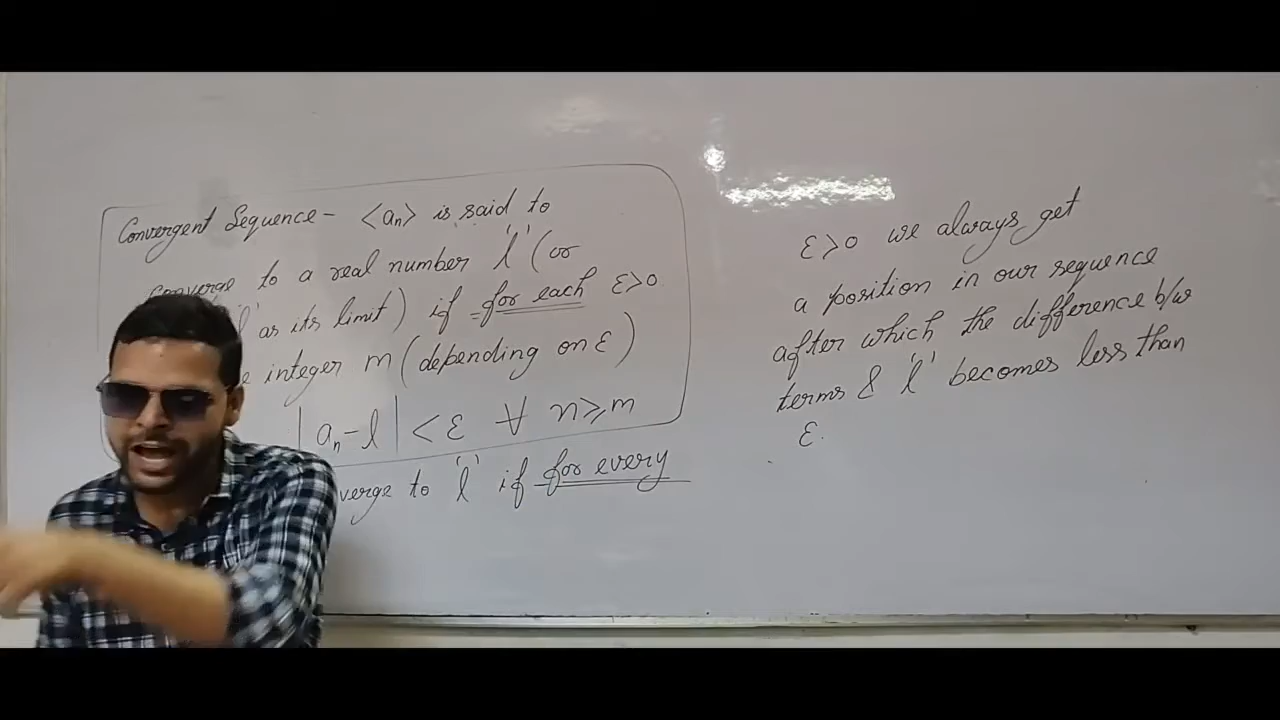 Convergent Sequence - <an> is said to
converge to a real number 'l' (or
l' as its limit) if for each ε>0
integer m (depending on ε)
|an - l| < ε ∀ n ≥ m
verge to 'l' if for every
ε>0 we always get
a position in our sequence
after which the difference b/w
terms & 'l' becomes less than
ε.